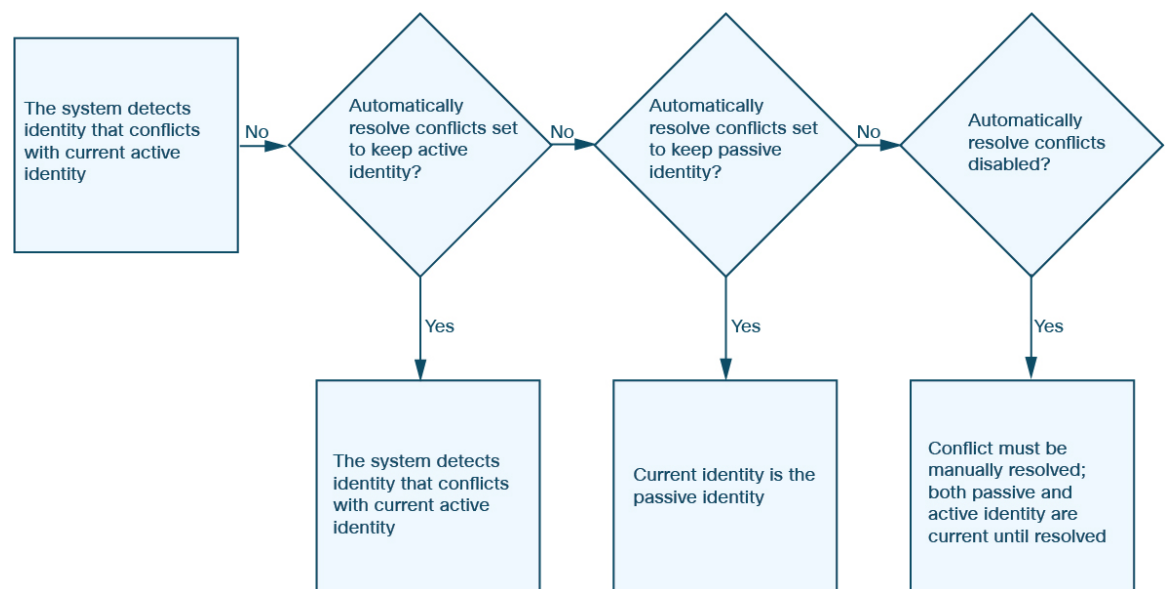 The system detects
identity that conflicts
with current active
identity
No
Automatically
resolve conflicts set
to keep active
identity?
No
Automatically
resolve conflicts set
to keep passive
identity?
No
Automatically
resolve conflicts
disabled?
Yes
Yes
Yes
The system detects
identity that conflicts
with current active
identity
Current identity is the
passive identity
Conflict must be
manually resolved;
both passive and
active identity are
current until resolved